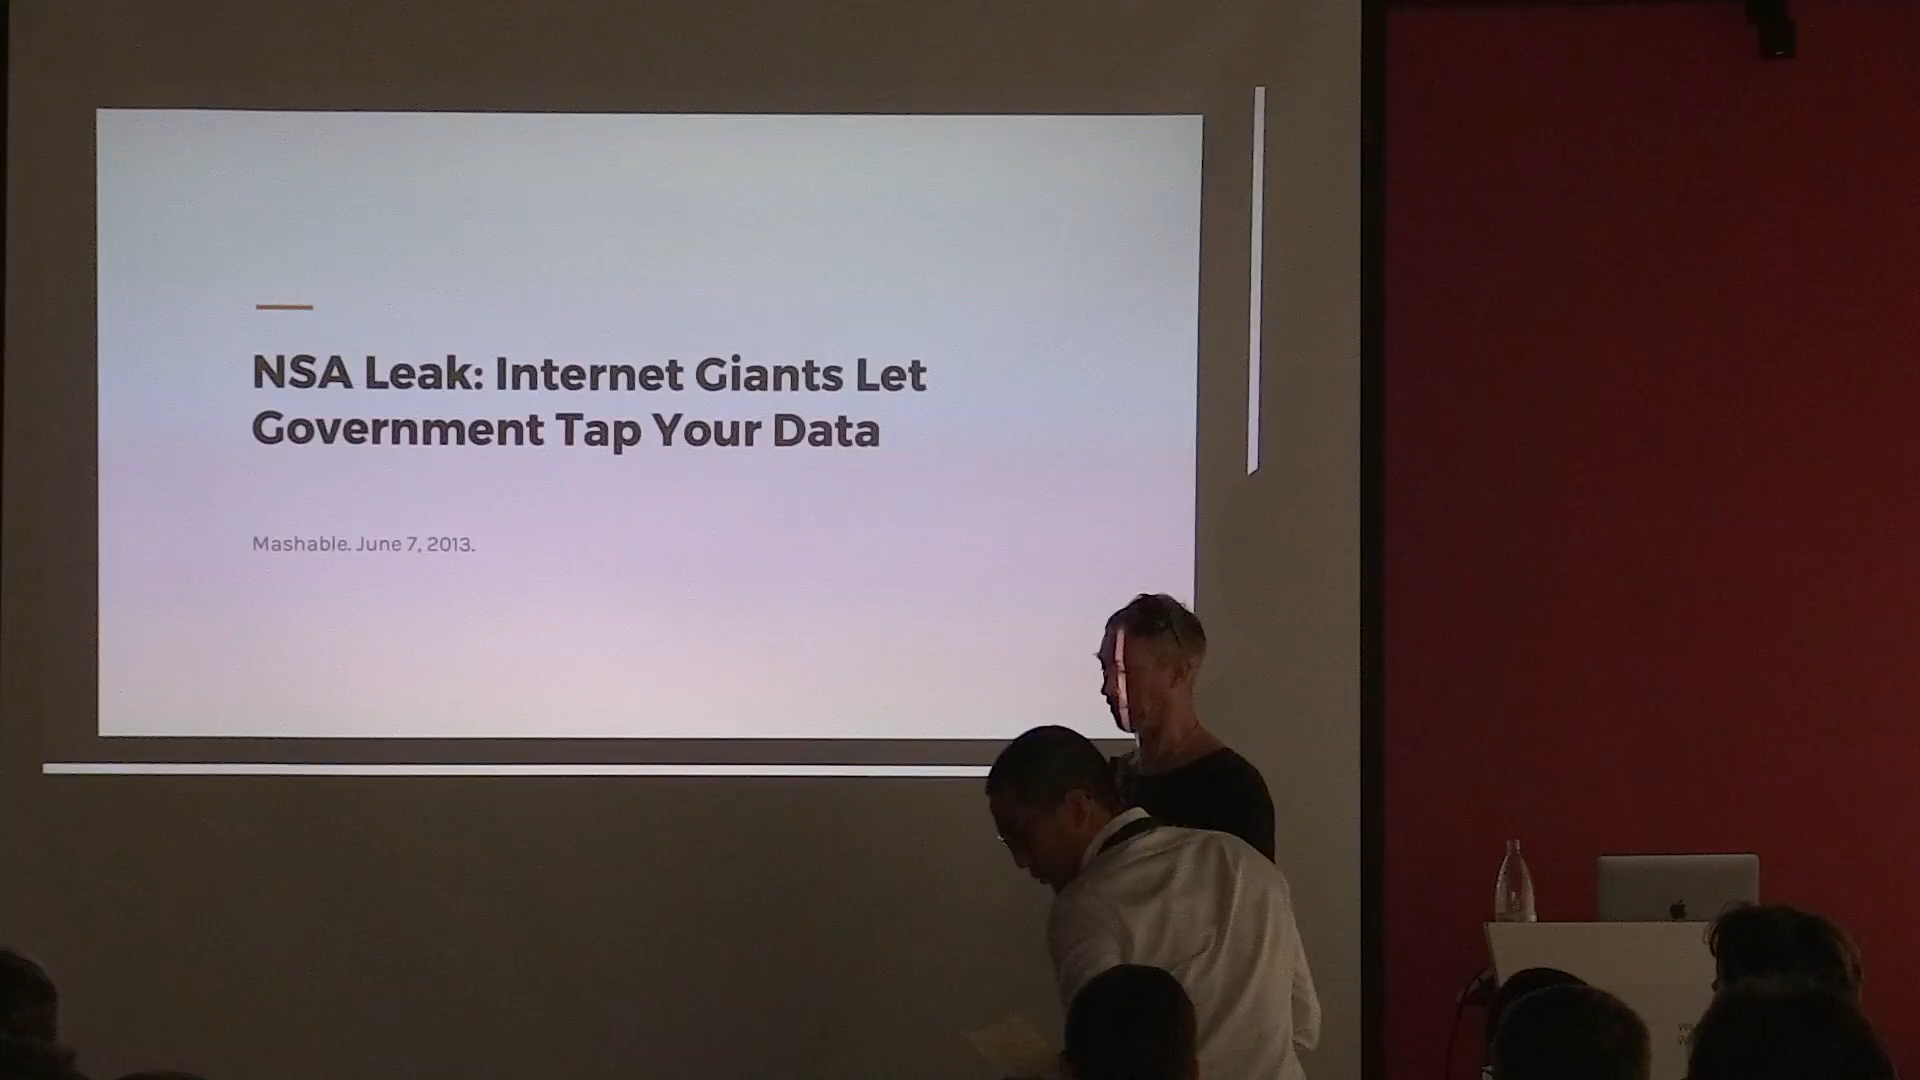 NSA Leak: Internet Giants Let
Government Tap Your Data
Mashable. June 7, 2013.